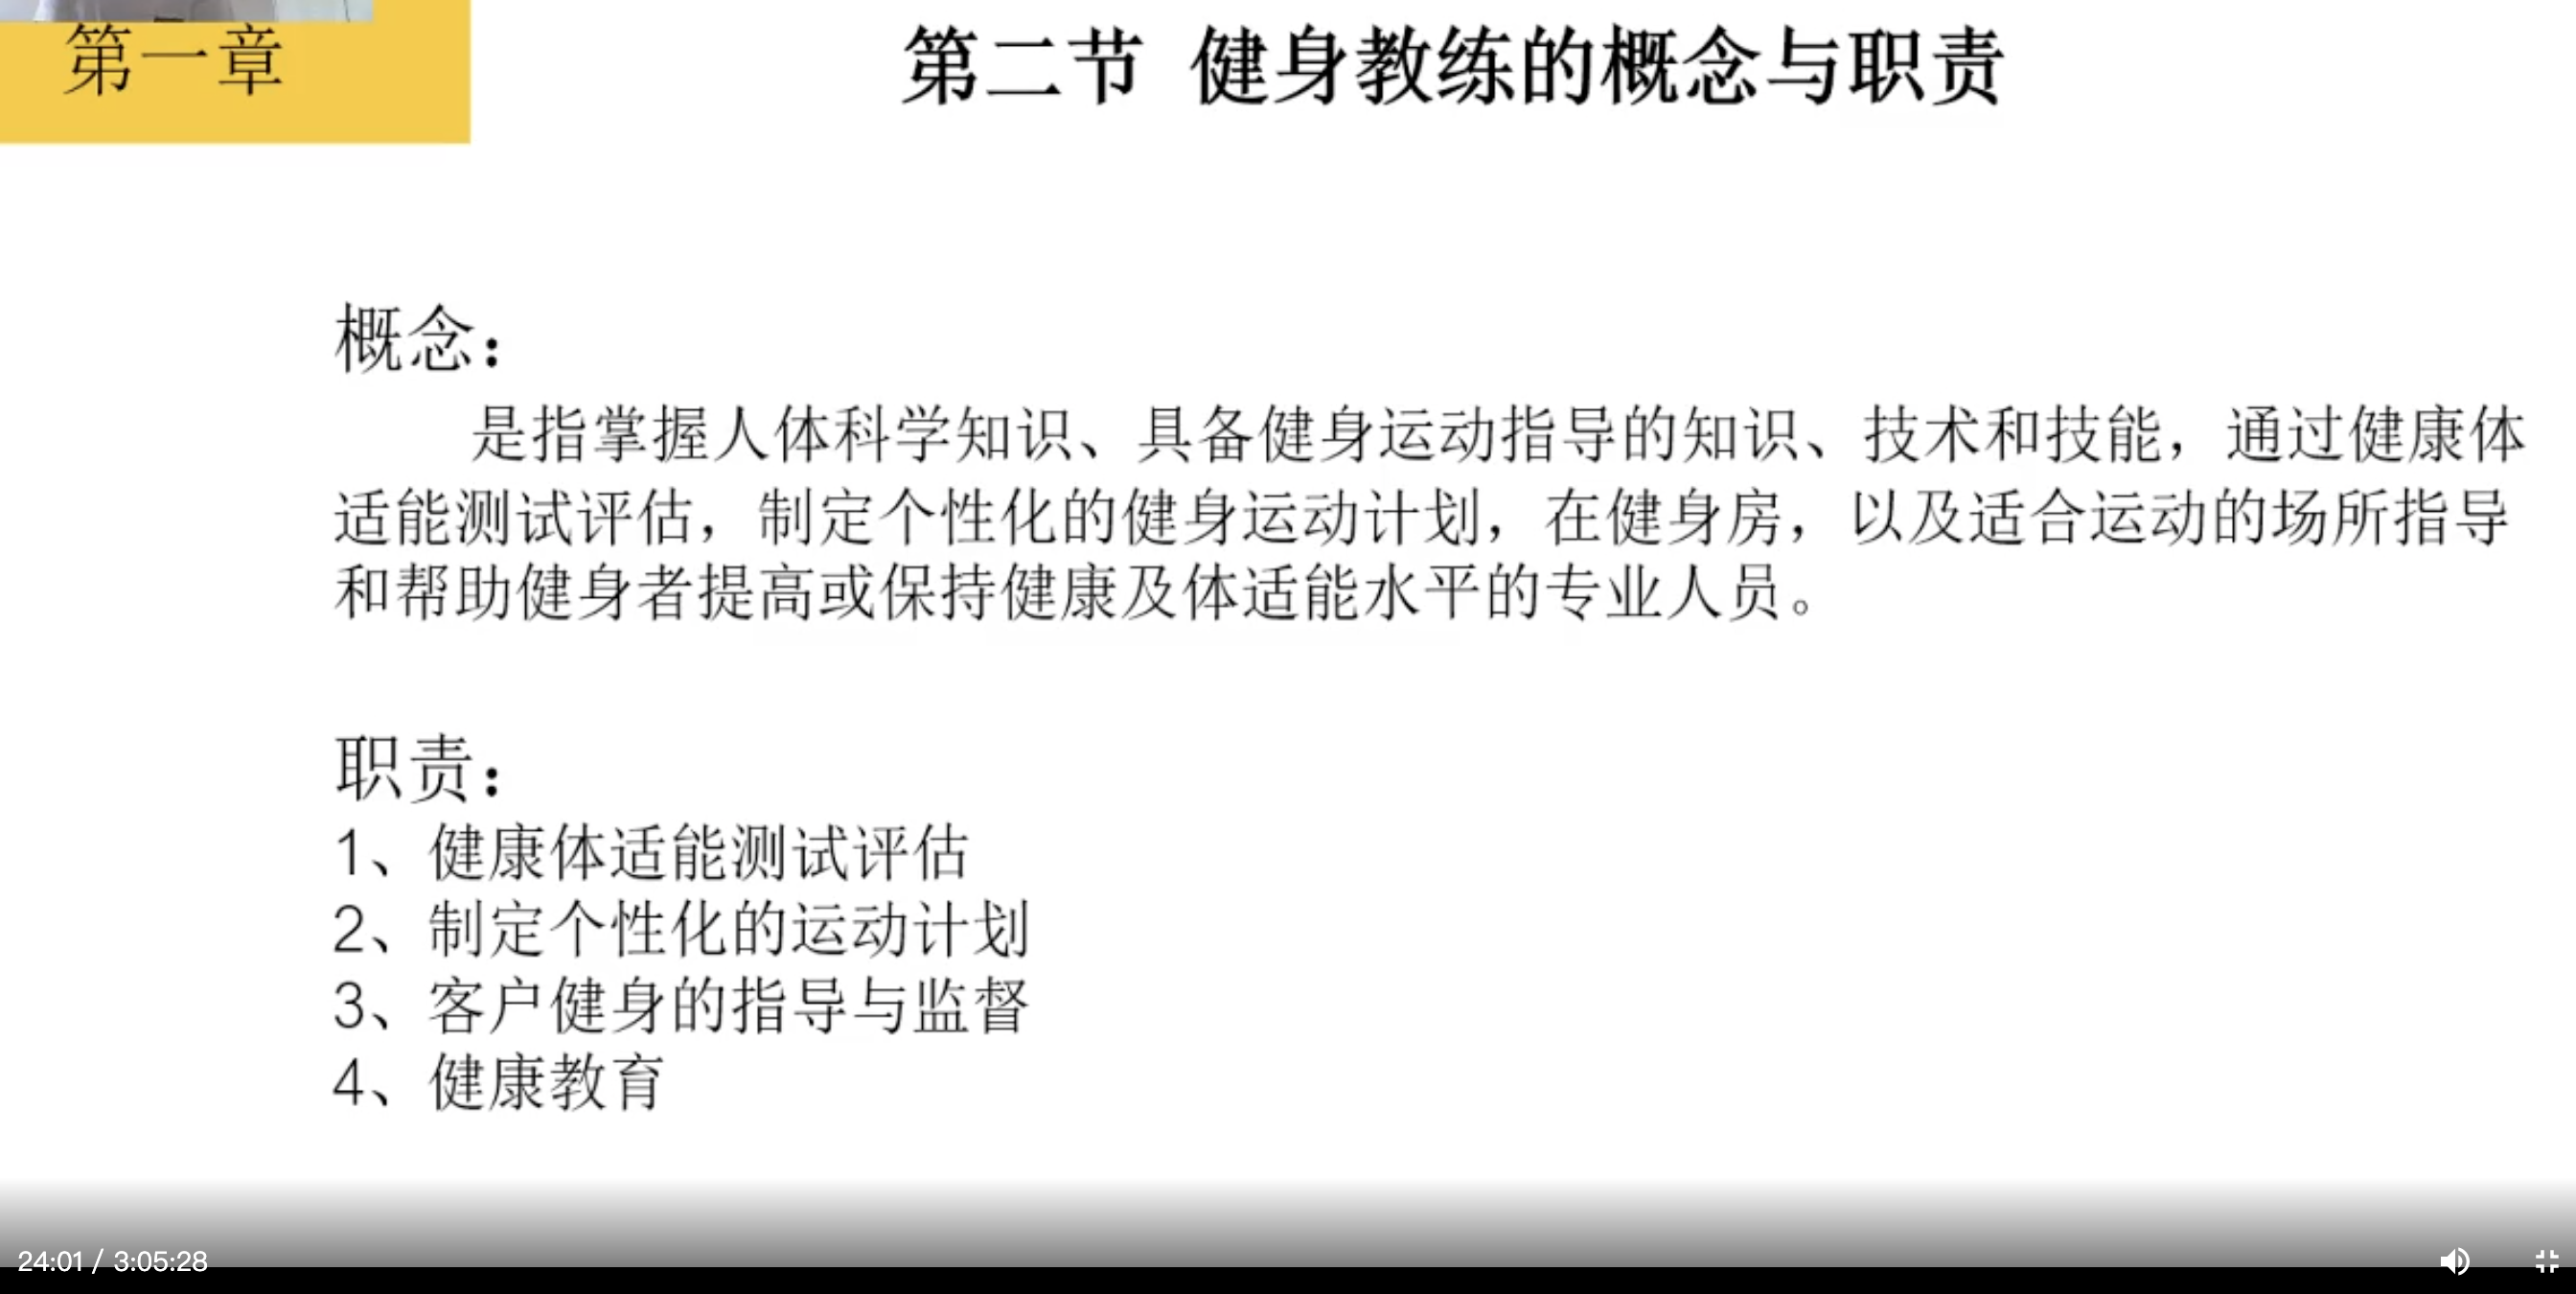 第一章
第二节 健身教练的概念与职责
概念：
是指掌握人体科学知识、具备健身运动指导的知识、技术和技能，通过健康体
适能测试评估，制定个性化的健身运动计划，在健身房，以及适合运动的场所指导
和帮助健身者提高或保持健康及体适能水平的专业人员。
职责：
1、健康体适能测试评估
2、制定个性化的运动计划
3、客户健身的指导与监督
4、健康教育
24:01 / 3:05:28